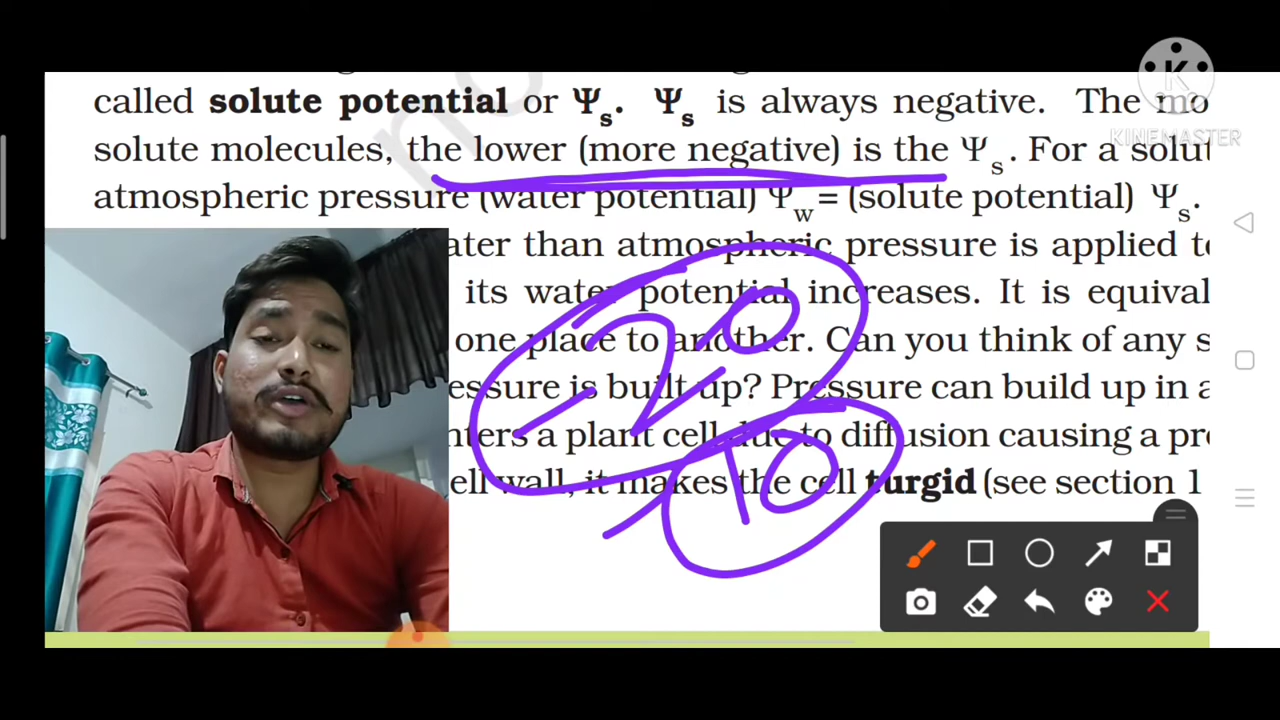 called solute potential or Ψs. Ψs is always negative. The mo
solute molecules, the lower (more negative) is the Ψs. For a solut
atmospheric pressure (water potential) Ψw = (solute potential) Ψs.
ater than atmospheric pressure is applied to
its water potential increases. It is equival
one place to another. Can you think of any s
essure is built up? Pressure can build up in a
nters a plant cell due to diffusion causing a pre
ell wall, it makes the cell turgid (see section 1
-20
-10
K
KINEMASTER